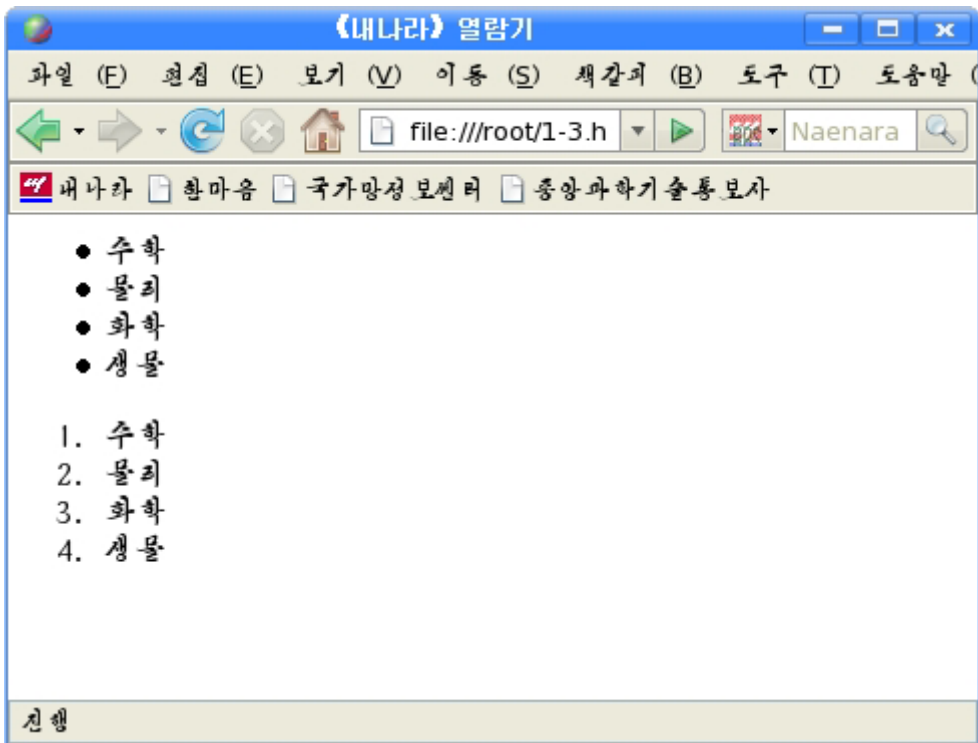 《내나라》 열람기
파일 (F) 편집 (E) 보기 (V) 이동 (S) 책갈피 (B) 도구 (T) 도움말 (
file:///root/1-3.h Naenara
내나라 한마음 국가망정보쎈터 중앙과학기술통보사
• 수학
• 물리
• 화학
• 생물
1. 수학
2. 물리
3. 화학
4. 생물
진행